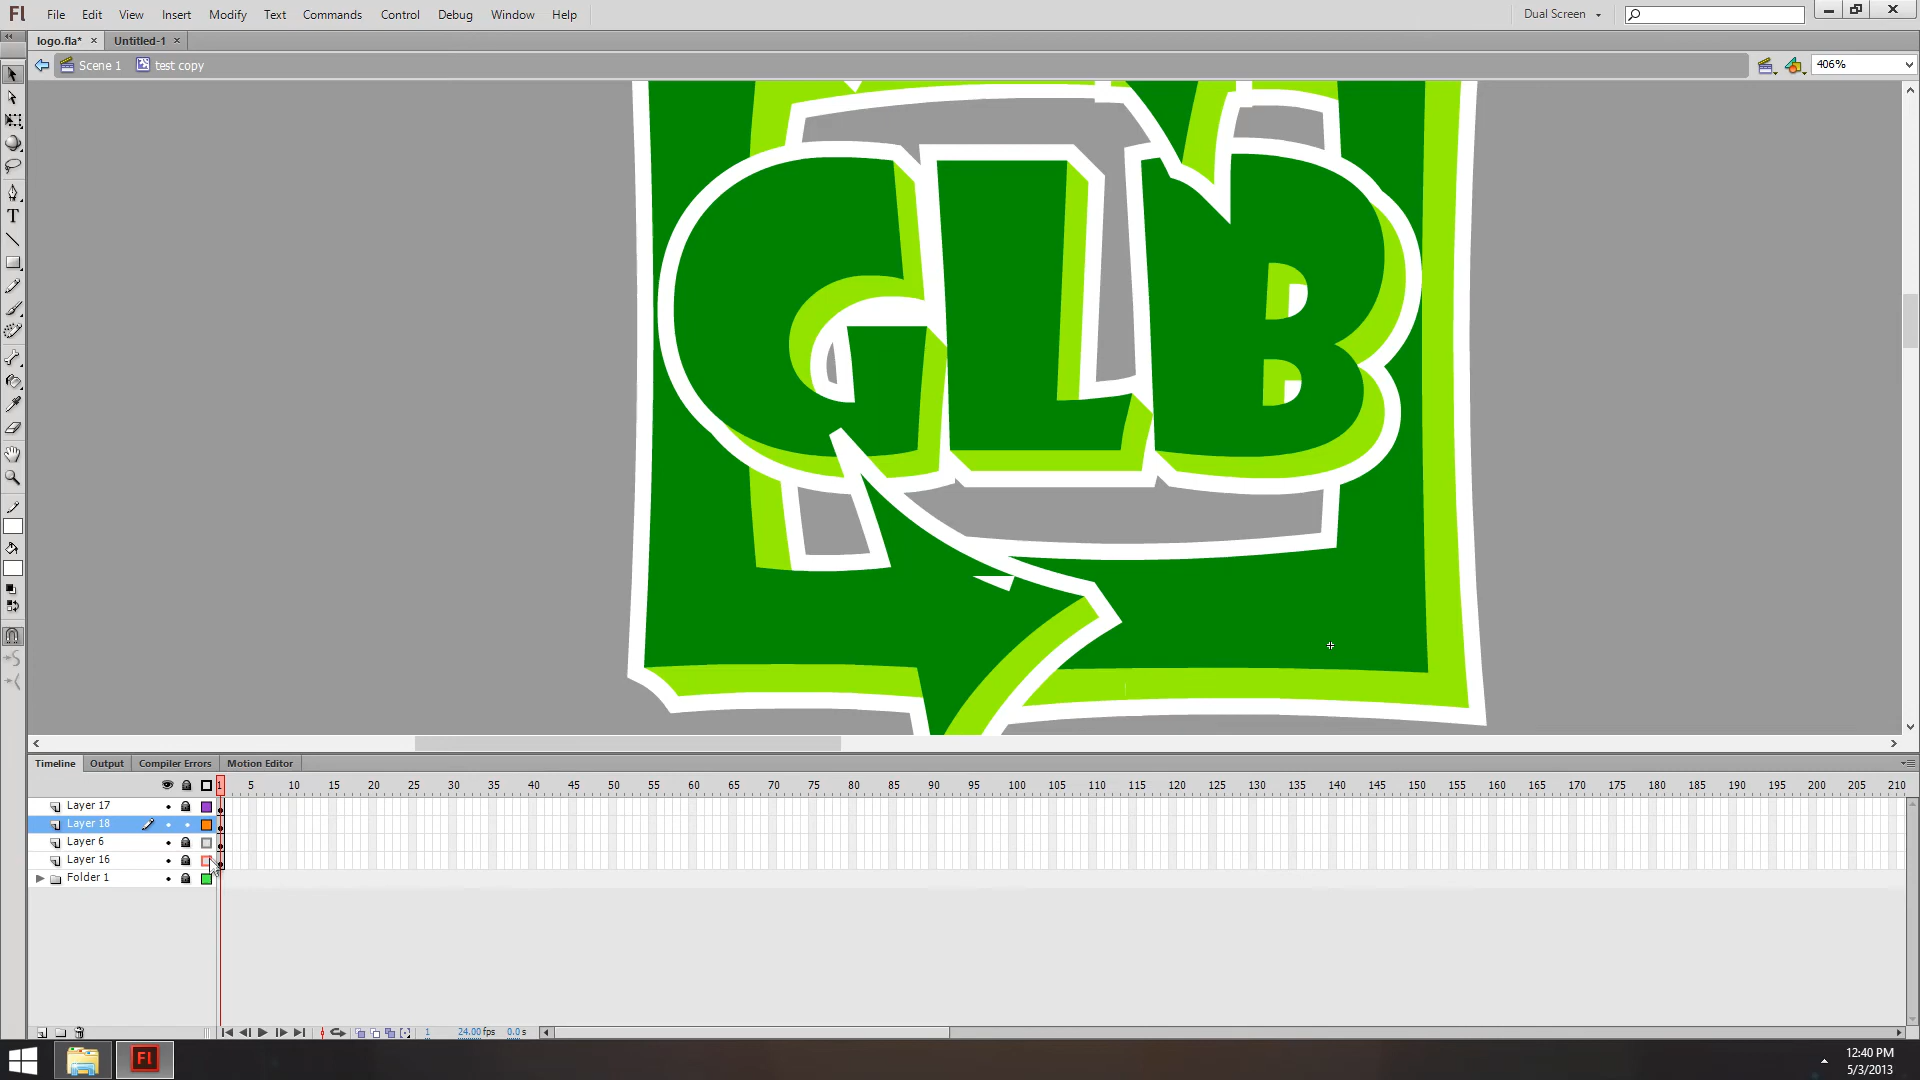 Fl File Edit View Insert Modify Text Commands Control Debug Window Help Dual Screen
logo.fla* × Untitled-1 ×
Scene 1 test copy 406%
GLB
T
Timeline Output Compiler Errors Motion Editor
1 5 10 15 20 25 30 35 40 45 50 55 60 65 70 75 80 85 90 95 100 105 110 115 120 125 130 135 140 145 150 155 160 165 170 175 180 185 190 195 200 205 210
Layer 17
Layer 18
Layer 6
Layer 16
Folder 1
1 24.00 fps 0.0 s
Fl 12:40 PM
5/3/2013